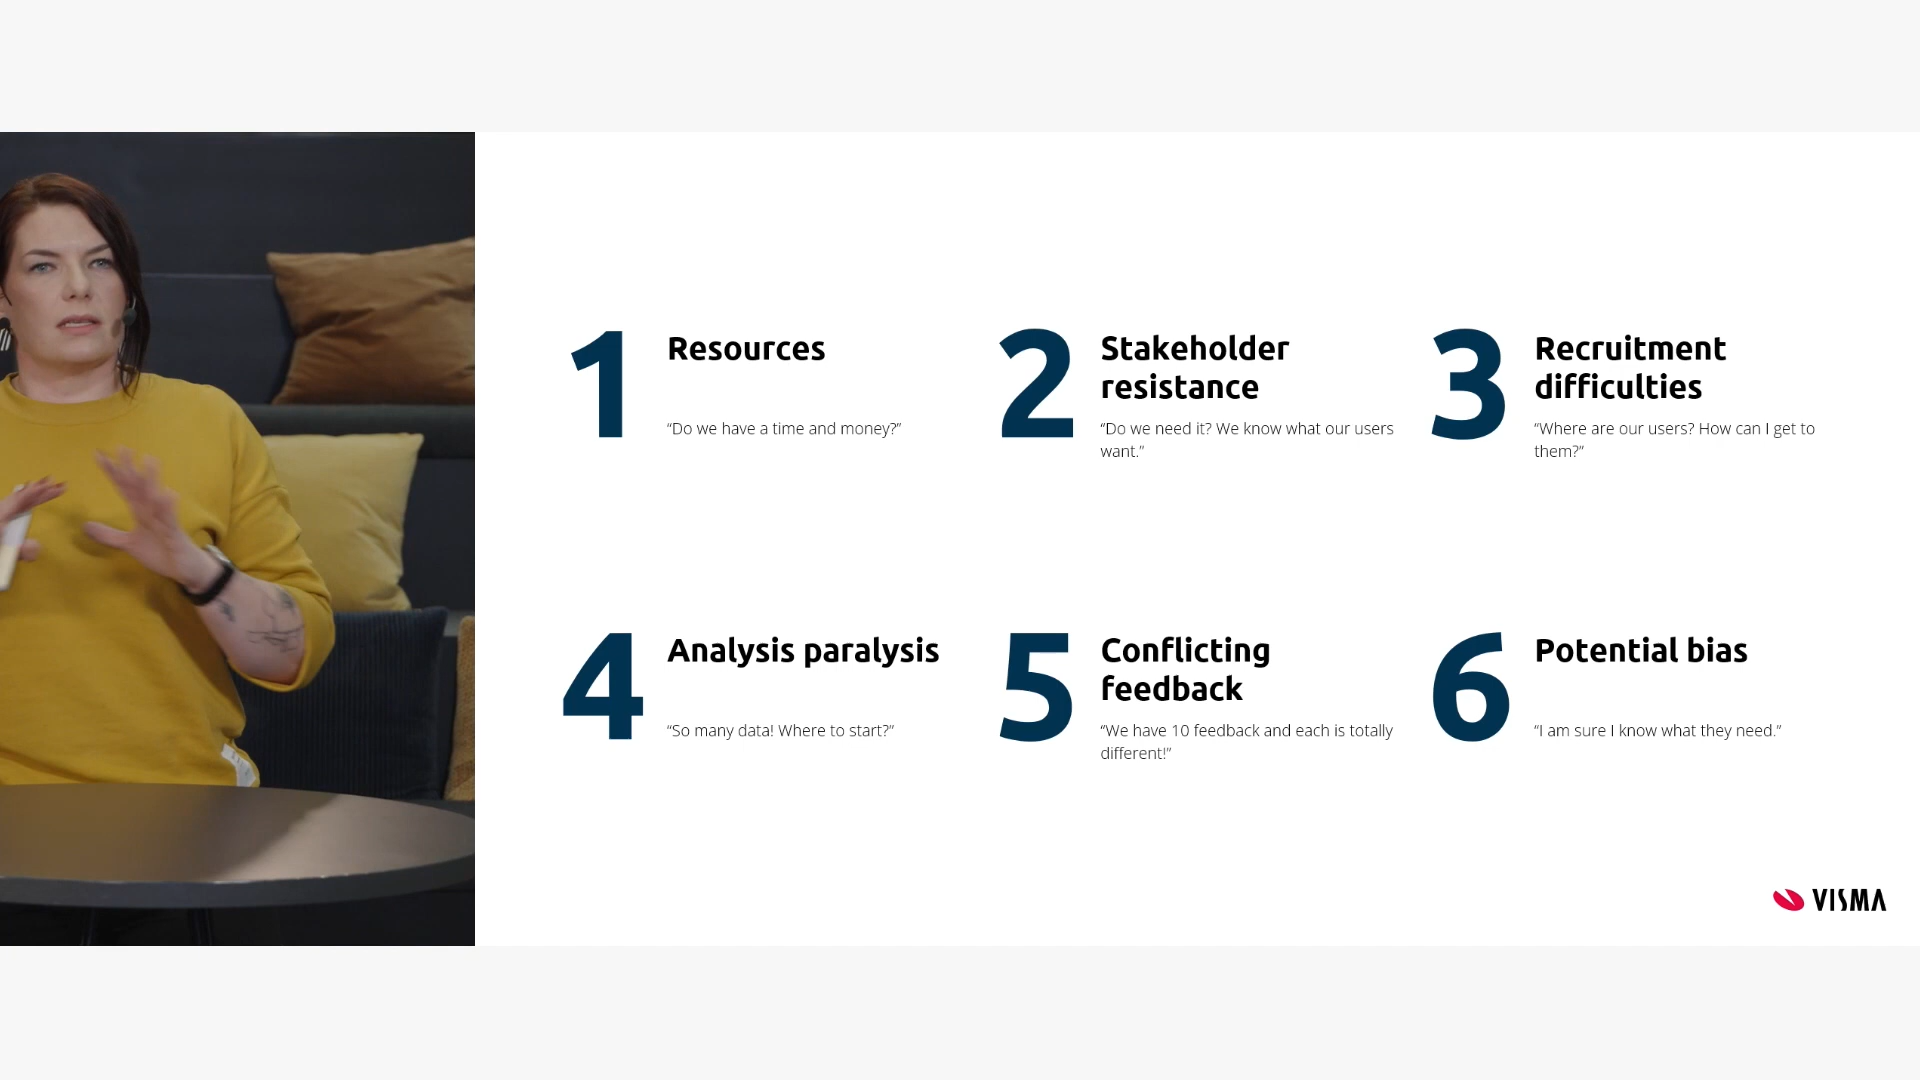 1
Resources
“Do we have a time and money?”
2
Stakeholder
resistance
“Do we need it? We know what our users
want.”
3
Recruitment
difficulties
“Where are our users? How can I get to
them?”
4
Analysis paralysis
“So many data! Where to start?”
5
Conflicting
feedback
“We have 10 feedback and each is totally
different!”
6
Potential bias
“I am sure I know what they need.”
VISMA